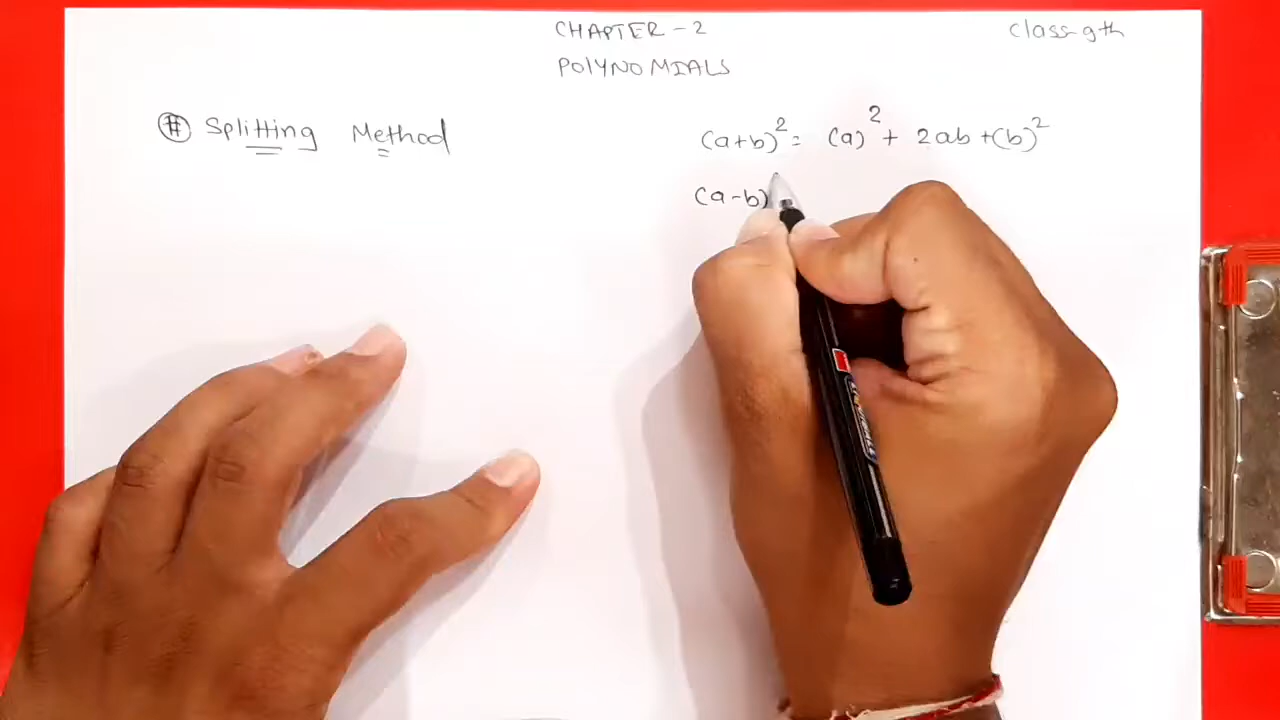 CHAPTER - 2
Class-9th
POLYNOMIALS
# Splitting Method
(a+b)² = (a)² + 2ab + (b)²
(a-b)